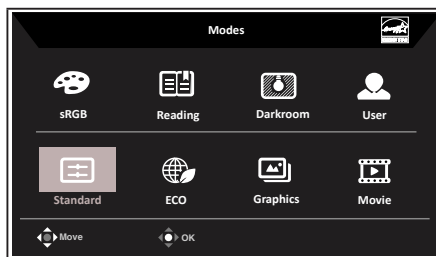 Modes
sRGB Reading Darkroom User
Standard ECO Graphics Movie
Move OK